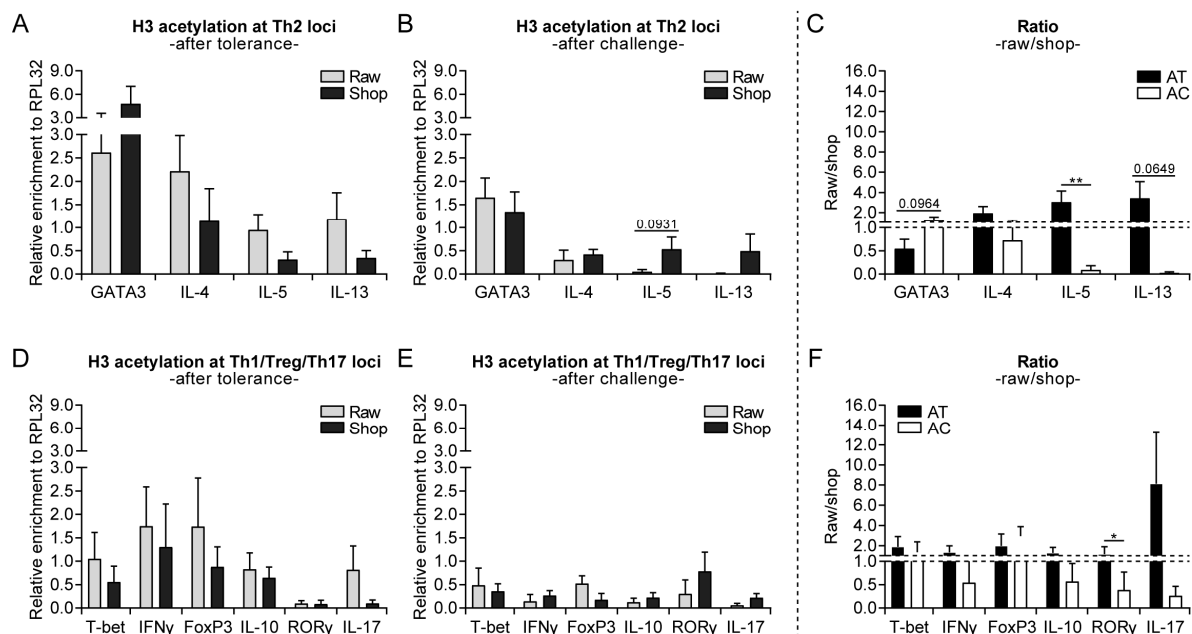 A
H3 acetylation at Th2 loci
-after tolerance-
Relative enrichment to RPL32
9.0
7.0
5.0
3.0
3.0
2.5
2.0
1.5
1.0
0.5
0.0
Raw
Shop
GATA3 IL-4 IL-5 IL-13
B
H3 acetylation at Th2 loci
-after challenge-
Relative enrichment to RPL32
9.0
7.0
5.0
3.0
3.0
2.5
2.0
1.5
1.0
0.5
0.0
Raw
Shop
0.0931
GATA3 IL-4 IL-5 IL-13
C
Ratio
-raw/shop-
Raw/shop
16.0
14.0
12.0
10.0
8.0
6.0
4.0
2.0
1.0
0.5
0.0
AT
AC
0.0964
**
0.0649
GATA3 IL-4 IL-5 IL-13
D
H3 acetylation at Th1/Treg/Th17 loci
-after tolerance-
Relative enrichment to RPL32
9.0
7.0
5.0
3.0
3.0
2.5
2.0
1.5
1.0
0.5
0.0
Raw
Shop
T-bet IFNγ FoxP3 IL-10 RORγ IL-17
E
H3 acetylation at Th1/Treg/Th17 loci
-after challenge-
Relative enrichment to RPL32
9.0
7.0
5.0
3.0
3.0
2.5
2.0
1.5
1.0
0.5
0.0
Raw
Shop
T-bet IFNγ FoxP3 IL-10 RORγ IL-17
F
Ratio
-raw/shop-
Raw/shop
16.0
14.0
12.0
10.0
8.0
6.0
4.0
2.0
1.0
0.5
0.0
AT
AC
*
T-bet IFNγ FoxP3 IL-10 RORγ IL-17